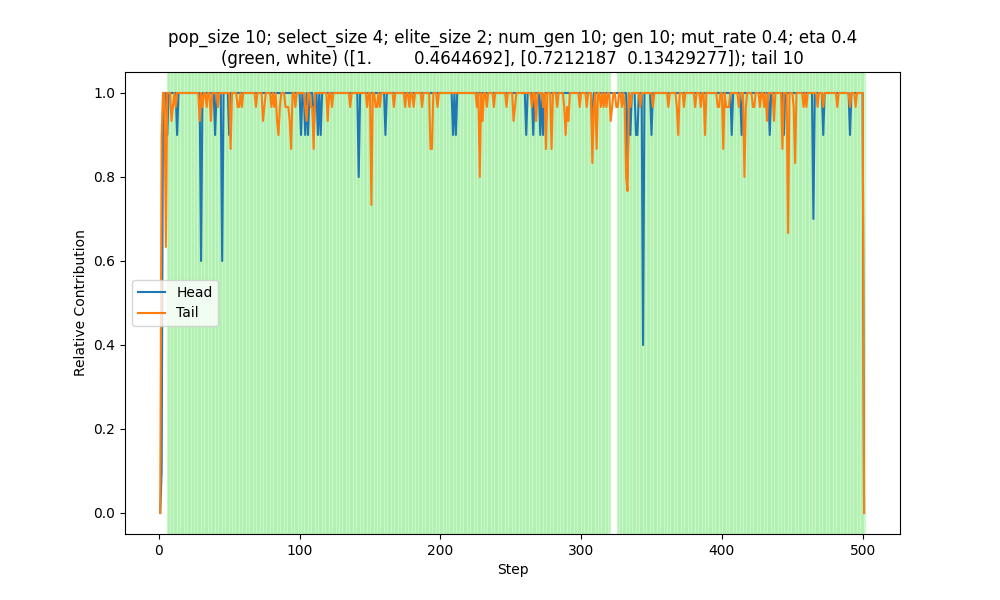 pop_size 10; select_size 4; elite_size 2; num_gen 10; gen 10; mut_rate 0.4; eta 0.4
(green, white) ([1.         0.4644692], [0.7212187  0.13429277]); tail 10
1.0
0.8
0.6
0.4
0.2
0.0
Relative Contribution
Head
Tail
0
100
200
300
400
500
Step